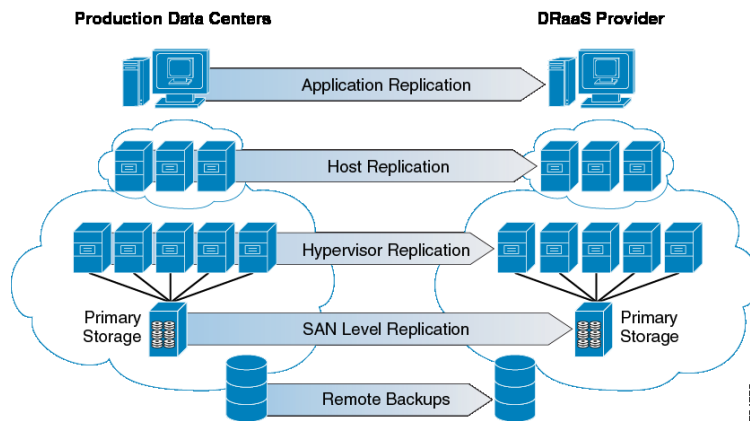 Production Data Centers
DRaaS Provider
Application Replication
Host Replication
Hypervisor Replication
Primary
Storage
SAN Level Replication
Primary
Storage
Remote Backups